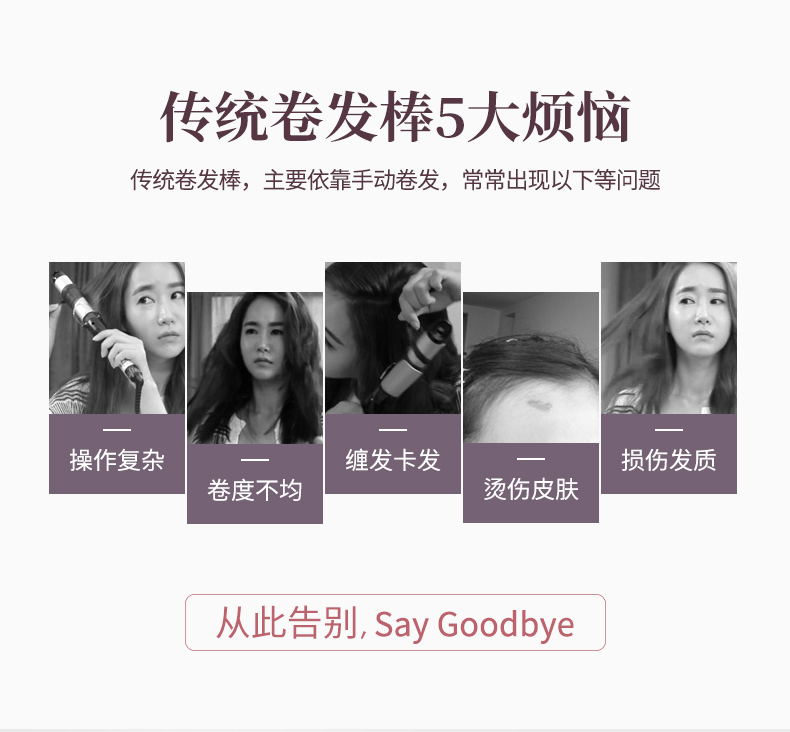 传统卷发棒5大烦恼
传统卷发棒，主要依靠手动卷发，常常出现以下等问题
操作复杂
卷度不均
缠发卡发
烫伤皮肤
损伤发质
从此告别, Say Goodbye